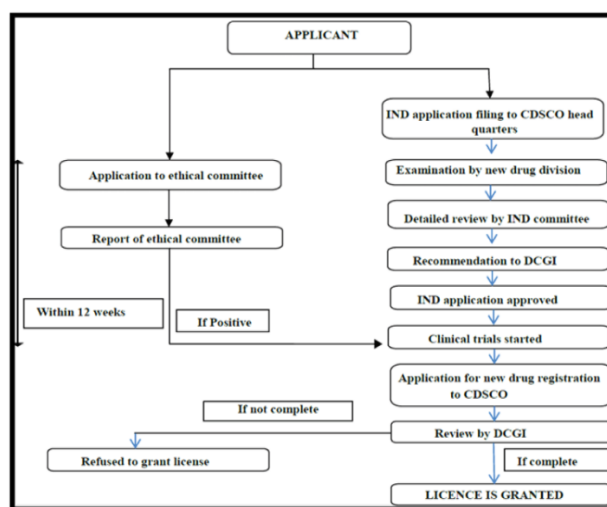 APPLICANT
IND application filing to CDSCO head
quarters
Application to ethical committee
Examination by new drug division
Detailed review by IND committee
Report of ethical committee
Recommendation to DCGI
IND application approved
Within 12 weeks
If Positive
Clinical trials started
Application for new drug registration
to CDSCO
If not complete
Review by DCGI
Refused to grant license
If complete
LICENCE IS GRANTED